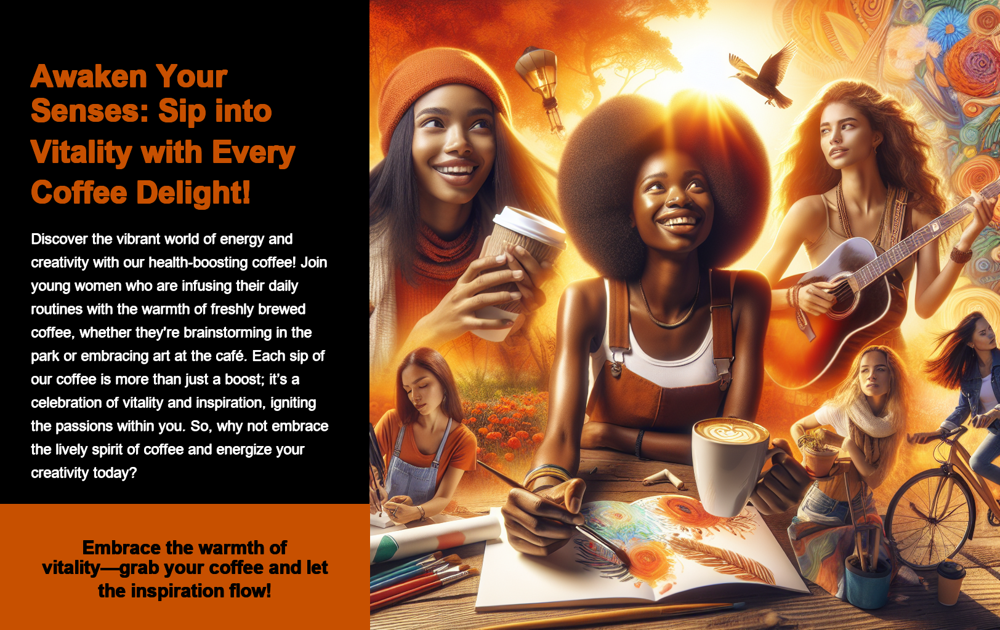 Awaken Your
Senses: Sip into
Vitality with Every
Coffee Delight!
Discover the vibrant world of energy and
creativity with our health-boosting coffee! Join
young women who are infusing their daily
routines with the warmth of freshly brewed
coffee, whether they're brainstorming in the
park or embracing art at the café. Each sip of
our coffee is more than just a boost; it’s a
celebration of vitality and inspiration, igniting
the passions within you. So, why not embrace
the lively spirit of coffee and energize your
creativity today?
Embrace the warmth of
vitality—grab your coffee and let
the inspiration flow!